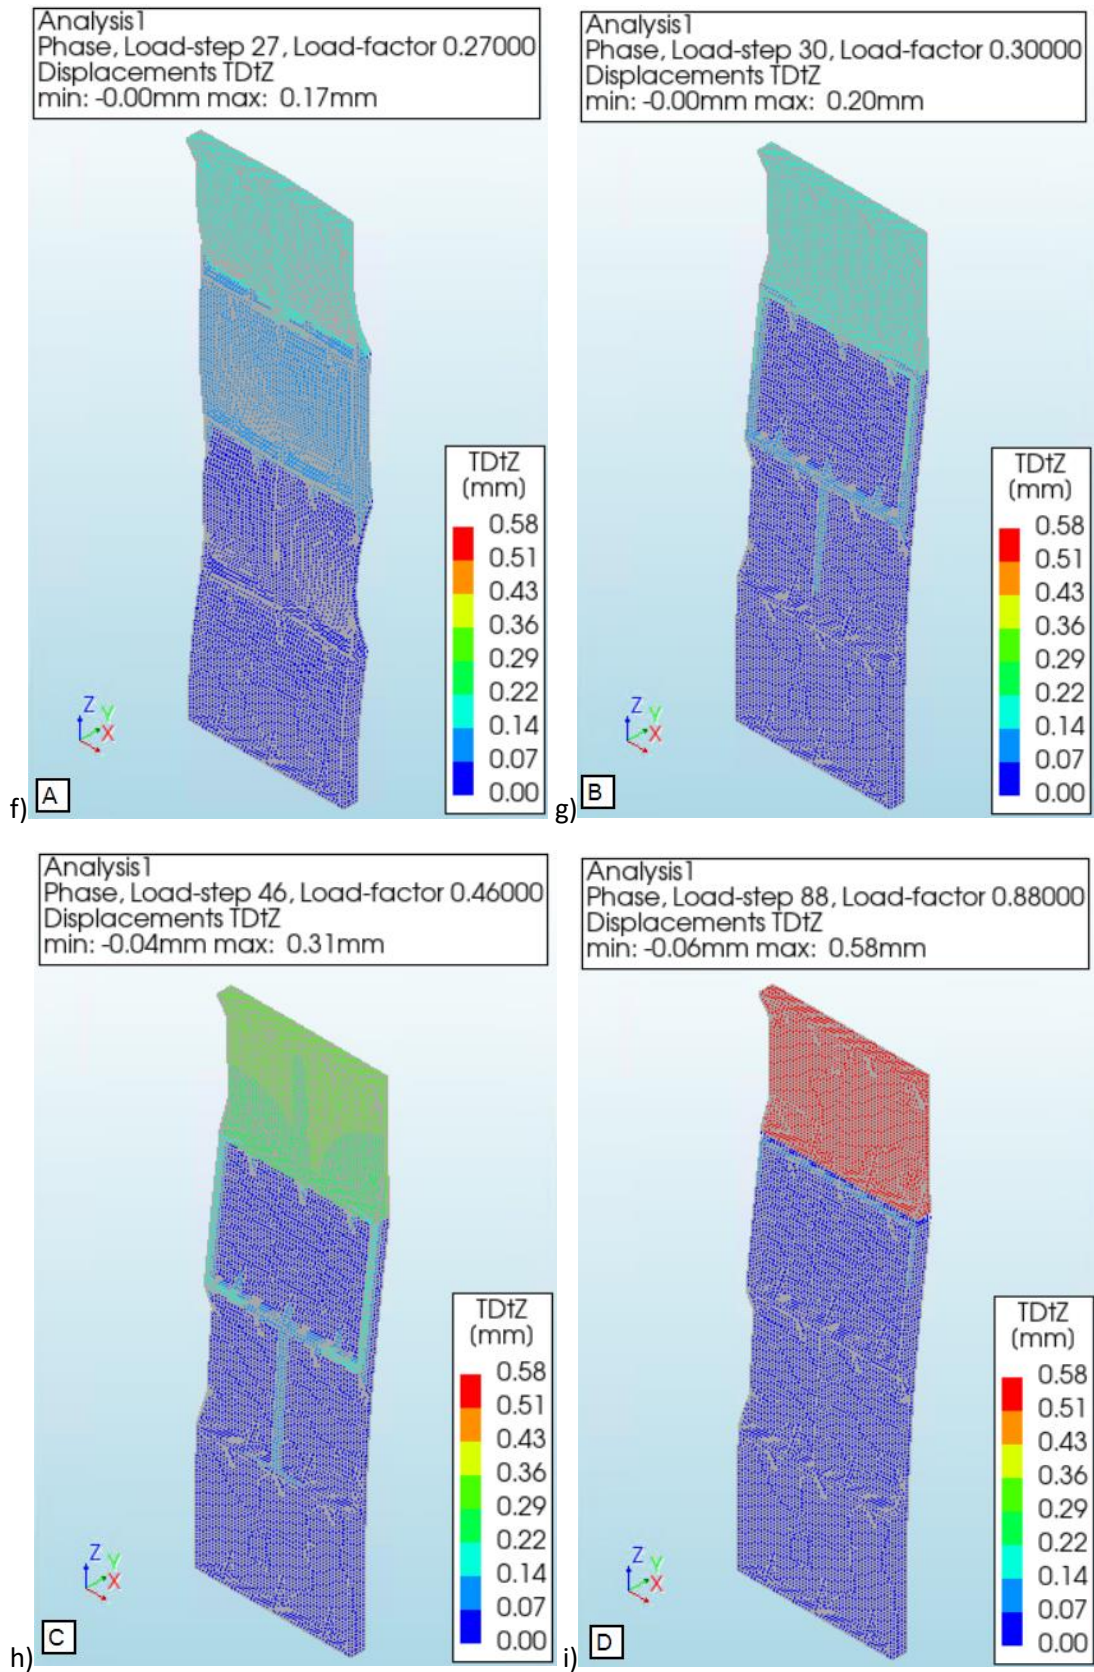 Analysis1
Phase, Load-step 27, Load-factor 0.27000
Displacements TDtZ
min: -0.00mm max: 0.17mm
TDtZ
(mm)
0.58
0.51
0.43
0.36
0.29
0.22
0.14
0.07
0.00
Z
Y
X
f) A
Analysis1
Phase, Load-step 30, Load-factor 0.30000
Displacements TDtZ
min: -0.00mm max: 0.20mm
TDtZ
(mm)
0.58
0.51
0.43
0.36
0.29
0.22
0.14
0.07
0.00
Z
Y
X
g) B
Analysis1
Phase, Load-step 46, Load-factor 0.46000
Displacements TDtZ
min: -0.04mm max: 0.31mm
TDtZ
(mm)
0.58
0.51
0.43
0.36
0.29
0.22
0.14
0.07
0.00
Z
Y
X
h) C
Analysis1
Phase, Load-step 88, Load-factor 0.88000
Displacements TDtZ
min: -0.06mm max: 0.58mm
TDtZ
(mm)
0.58
0.51
0.43
0.36
0.29
0.22
0.14
0.07
0.00
Z
Y
X
i) D